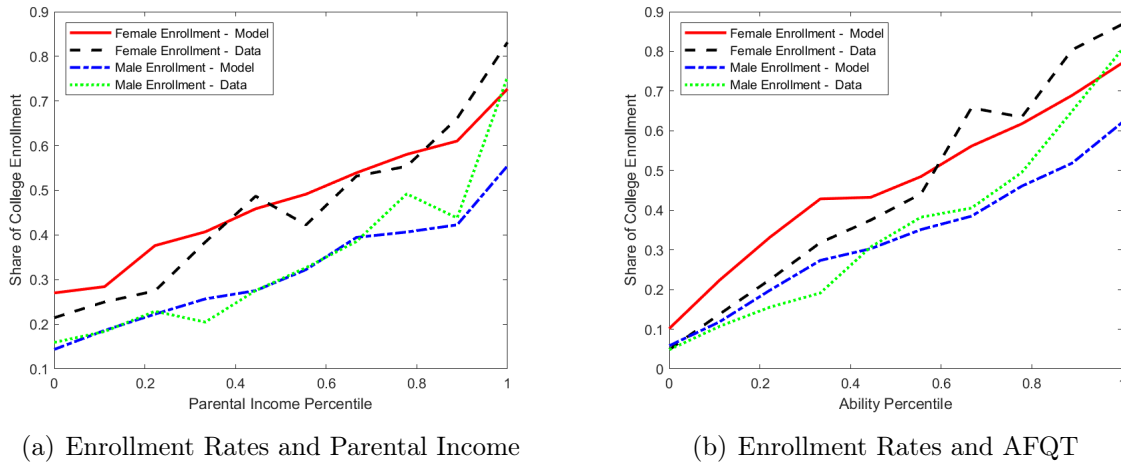 Female Enrollment - Model
Female Enrollment - Data
Male Enrollment - Model
Male Enrollment - Data
Share of College Enrollment
0.9
0.8
0.7
0.6
0.5
0.4
0.3
0.2
0.1
0 0.2 0.4 0.6 0.8 1
Parental Income Percentile
(a) Enrollment Rates and Parental Income
Female Enrollment - Model
Female Enrollment - Data
Male Enrollment - Model
Male Enrollment - Data
Share of College Enrollment
0.9
0.8
0.7
0.6
0.5
0.4
0.3
0.2
0.1
0
0 0.2 0.4 0.6 0.8 1
Ability Percentile
(b) Enrollment Rates and AFQT